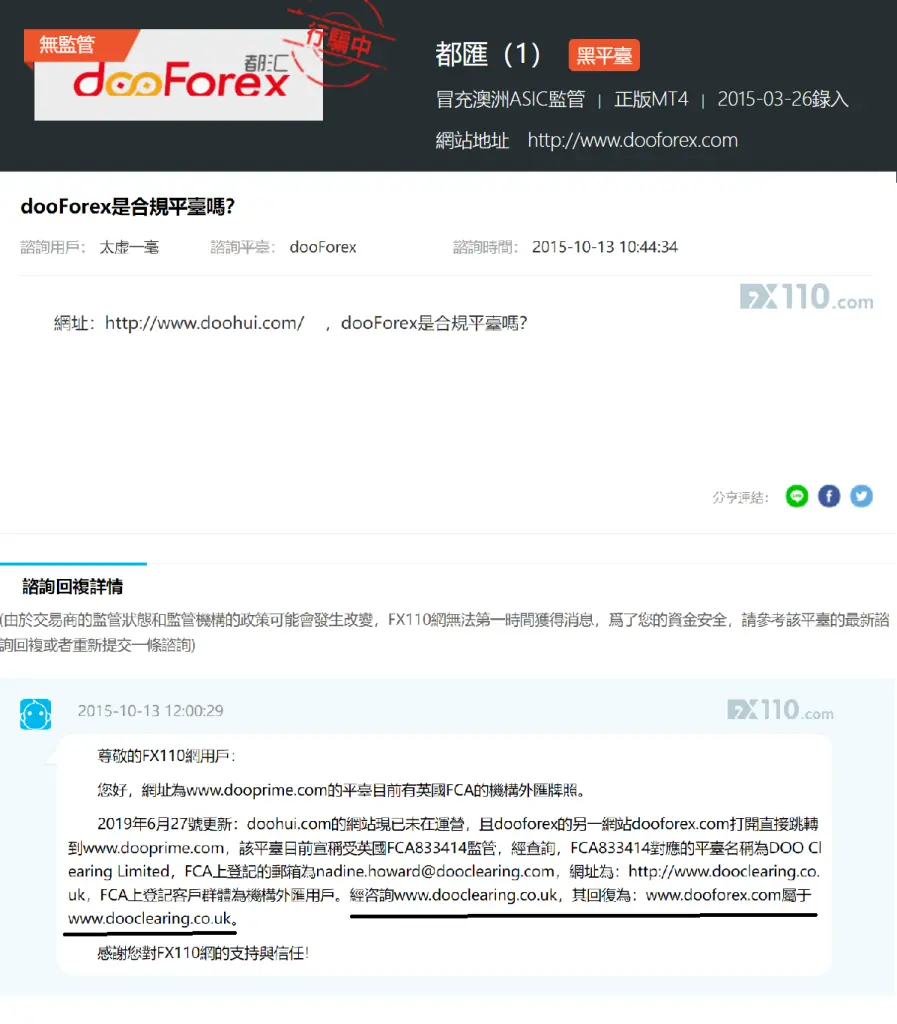 無監管
都汇
dooForex
行騙中
都匯（1） 黑平臺
冒充澳洲ASIC監管 | 正版MT4 | 2015-03-26錄入
網站地址 http://www.dooforex.com
dooForex是合規平臺嗎?
諮詢用戶： 太虛一毫 諮詢平臺： dooForex 諮詢時間： 2015-10-13 10:44:34
FX110.com
網址：http://www.doohui.com/ ，dooForex是合規平臺嗎?
分享連結：
諮詢回複詳情
(由於交易商的監管狀態和監管機構的政策可能會發生改變，FX110網無法第一時間獲得消息，爲了您的資金安全，請參考該平臺的最新諮
詢回複或者重新提交一條諮詢)
2015-10-13 12:00:29
FX110.com
尊敬的FX110網用戶：
您好，網址為www.dooprime.com的平臺目前有英國FCA的機構外匯牌照。
2019年6月27號更新：doohui.com的網站現已未在運營，且dooforex的另一網站dooforex.com打開直接跳轉
到www.dooprime.com，該平臺目前宣稱受英國FCA833414監管，經查詢，FCA833414對應的平臺名稱為DOO Cl
earing Limited，FCA上登記的郵箱為nadine.howard@dooclearing.com，網址為：http://www.dooclearing.co.
uk，FCA上登記客戶群體為機構外匯用戶。經咨詢www.dooclearing.co.uk，其回復為：www.dooforex.com屬于
www.dooclearing.co.uk。
感謝您對FX110網的支持與信任!